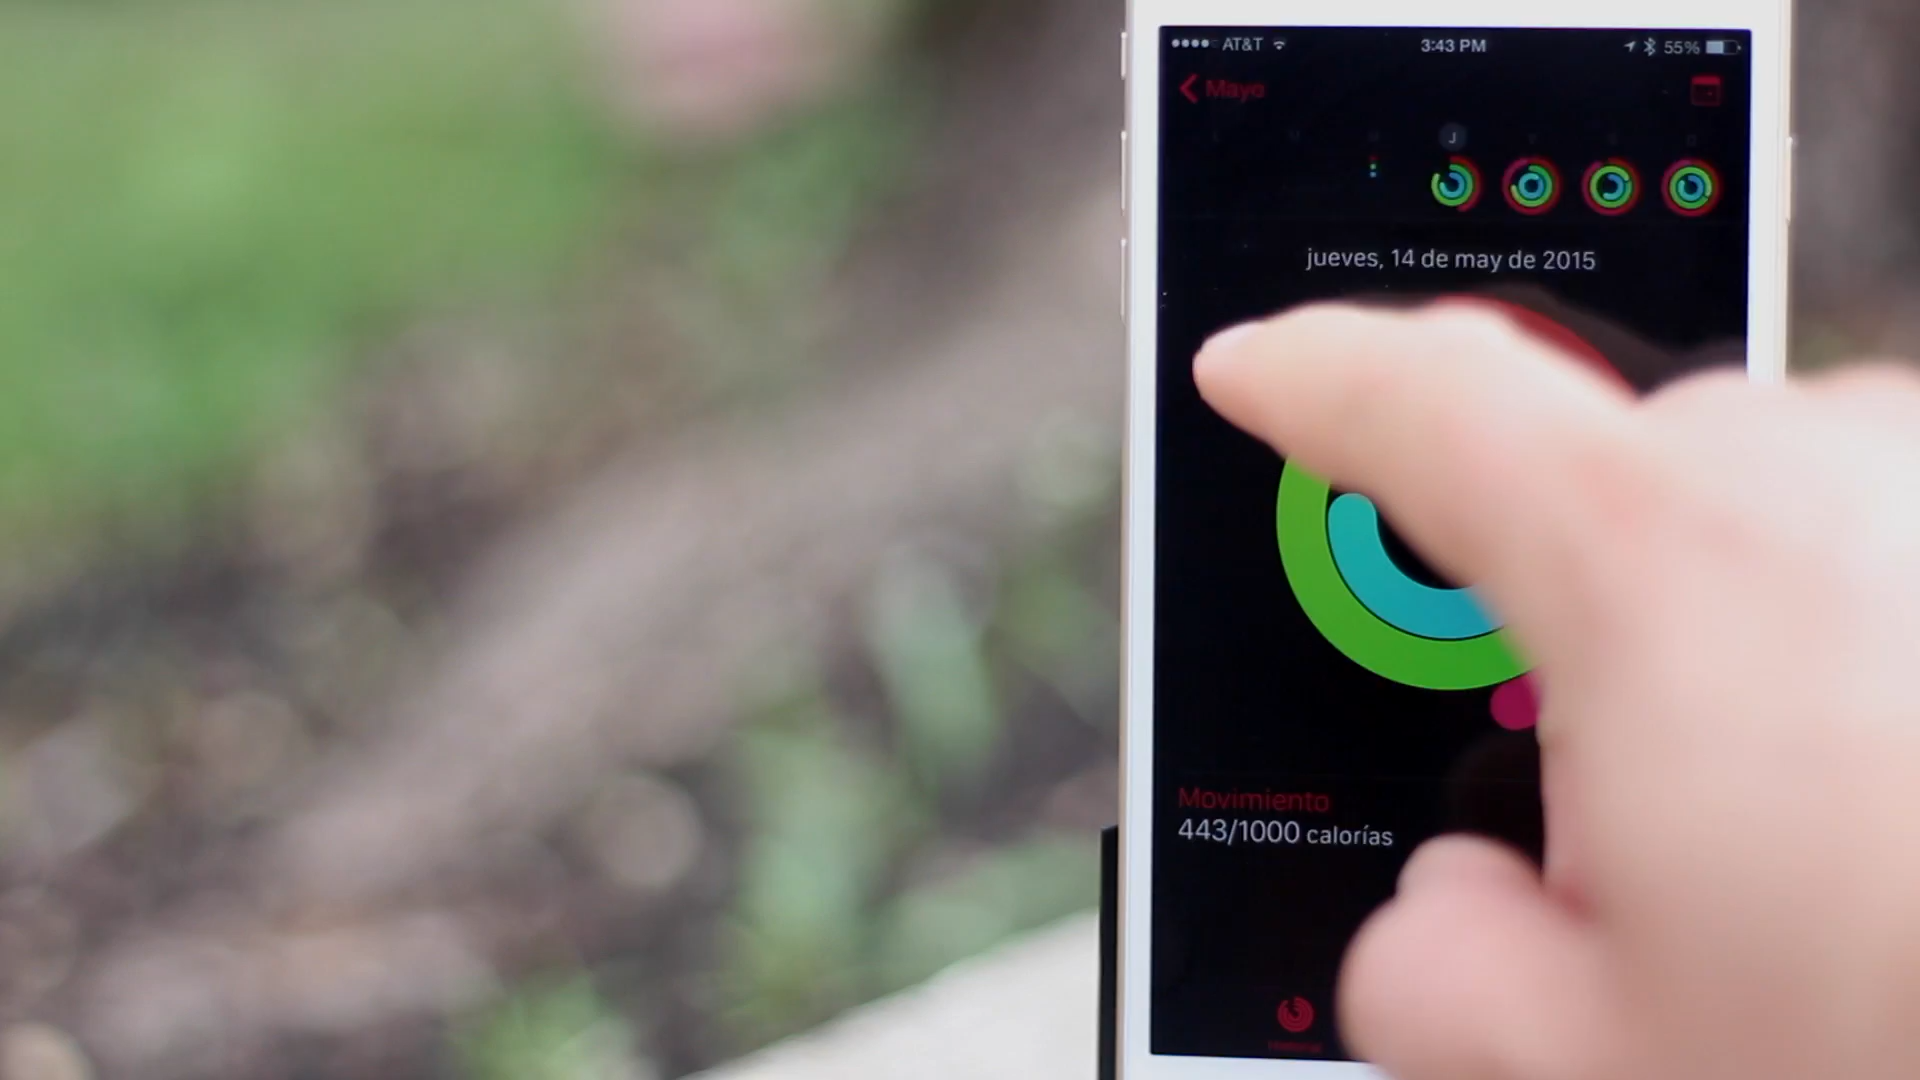 AT&T 3:43 PM 55%
Mayo
J
jueves, 14 de may de 2015
Movimiento
443/1000 calorías